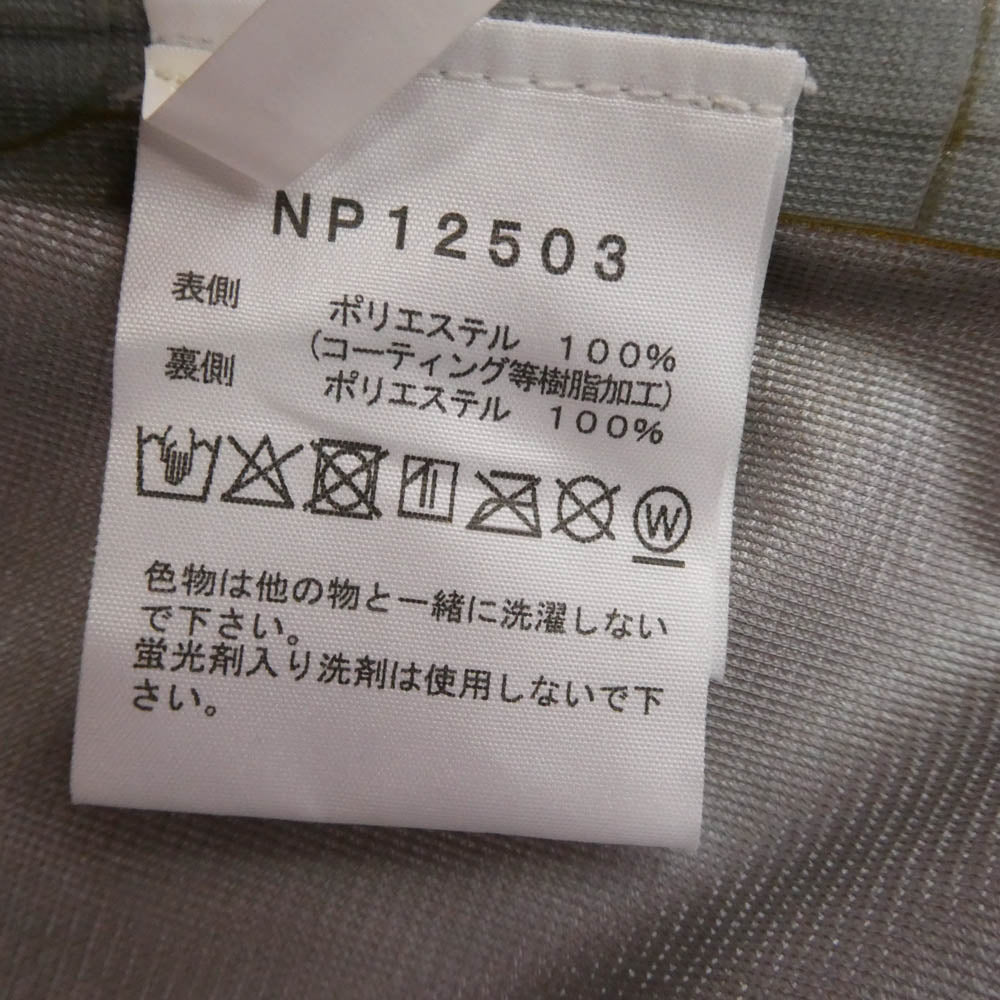 NP12503
表側 ポリエステル 100%
(コーティング等樹脂加工)
裏側 ポリエステル 100%
W
色物は他の物と一緒に洗濯しない
で下さい。
蛍光剤入り洗剤は使用しないで下
さい。